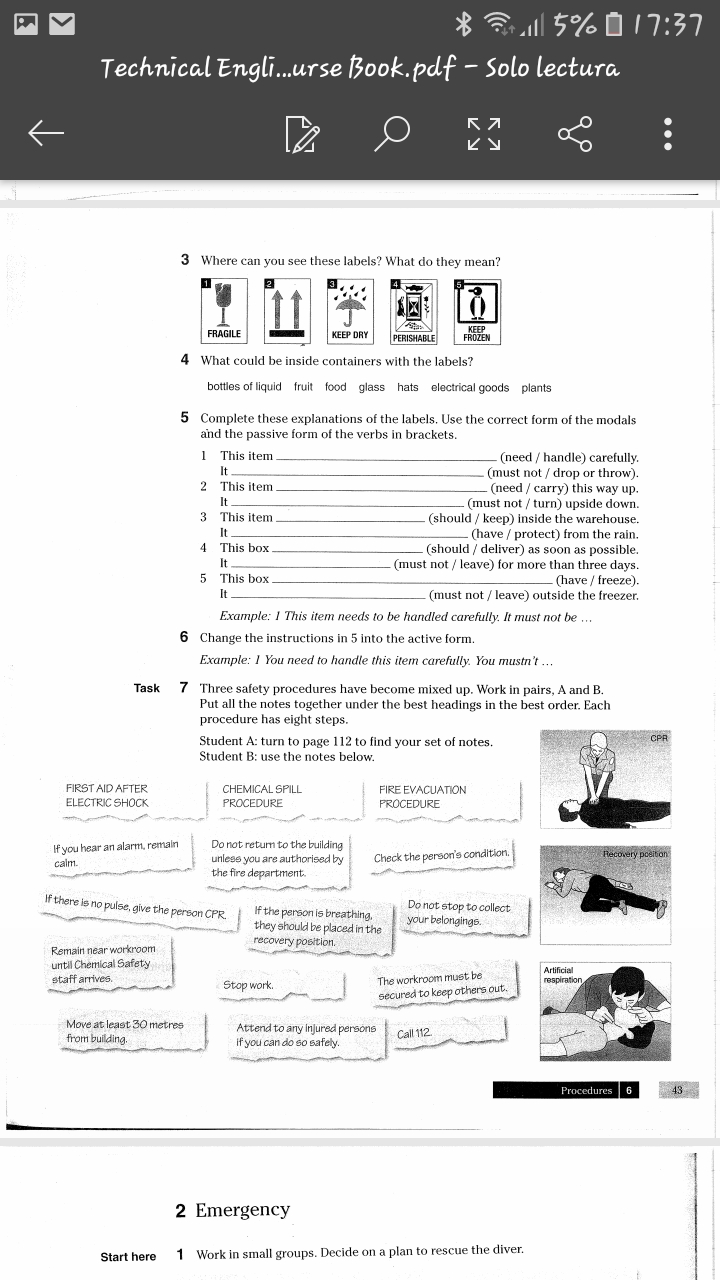 5% 17:37
Technical Engli...urse Book.pdf – Solo lectura
3 Where can you see these labels? What do they mean?
1 2 3 4 5
FRAGILE KEEP DRY PERISHABLE KEEP FROZEN
4 What could be inside containers with the labels?
bottles of liquid fruit food glass hats electrical goods plants
5 Complete these explanations of the labels. Use the correct form of the modals
and the passive form of the verbs in brackets.
1 This item ____ (need / handle) carefully.
It ____ (must not / drop or throw).
2 This item ____ (need / carry) this way up.
It ____ (must not / turn) upside down.
3 This item ____ (should / keep) inside the warehouse.
It ____ (have / protect) from the rain.
4 This box ____ (should / deliver) as soon as possible.
It ____ (must not / leave) for more than three days.
5 This box ____ (have / freeze).
It ____ (must not / leave) outside the freezer.
Example: 1 This item needs to be handled carefully. It must not be …
6 Change the instructions in 5 into the active form.
Example: 1 You need to handle this item carefully. You mustn't …
Task 7 Three safety procedures have become mixed up. Work in pairs, A and B.
Put all the notes together under the best headings in the best order. Each
procedure has eight steps.
Student A: turn to page 112 to find your set of notes.
Student B: use the notes below.
CPR
FIRST AID AFTER
ELECTRIC SHOCK
CHEMICAL SPILL
PROCEDURE
FIRE EVACUATION
PROCEDURE
If you hear an alarm, remain
calm.
Do not return to the building
unless you are authorised by
the fire department.
Check the person's condition.
Recovery position
If there is no pulse, give the person CPR.
If the person is breathing,
they should be placed in the
recovery position.
Do not stop to collect
your belongings.
Remain near workroom
until Chemical Safety
staff arrives.
Stop work.
The workroom must be
secured to keep others out.
Artificial
respiration
Move at least 30 metres
from building.
Attend to any injured persons
if you can do so safely.
Call 112.
Procedures 6 43
2 Emergency
Start here 1 Work in small groups. Decide on a plan to rescue the diver.